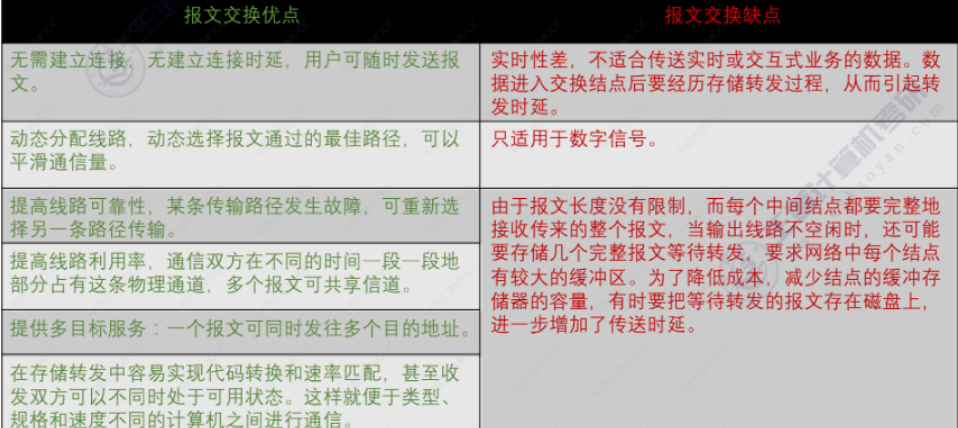 报文交换优点
报文交换缺点
无需建立连接，无建立连接时延，用户可随时发送报
文。
实时性差，不适合传送实时或交互式业务的数据。数
据进入交换结点后要经历存储转发过程，从而引起转
发时延。
动态分配线路，动态选择报文通过的最佳路径，可以
平滑通信量。
只适用于数字信号。
提高线路可靠性，某条传输路径发生故障，可重新选
择另一条路径传输。
提高线路利用率，通信双方在不同的时间一段一段地
部分占有这条物理通道，多个报文可共享信道。
提供多目标服务：一个报文可同时发往多个目的地址。
在存储转发中容易实现代码转换和速率匹配，甚至收
发双方可以不同时处于可用状态。这样就便于类型、
规格和速度不同的计算机之间进行通信。
由于报文长度没有限制，而每个中间结点都要完整地
接收传来的整个报文，当输出线路不空闲时，还可能
要存储几个完整报文等待转发，要求网络中每个结点
有较大的缓冲区。为了降低成本，减少结点的缓冲存
储器的容量，有时要把等待转发的报文存在磁盘上，
进一步增加了传送时延。